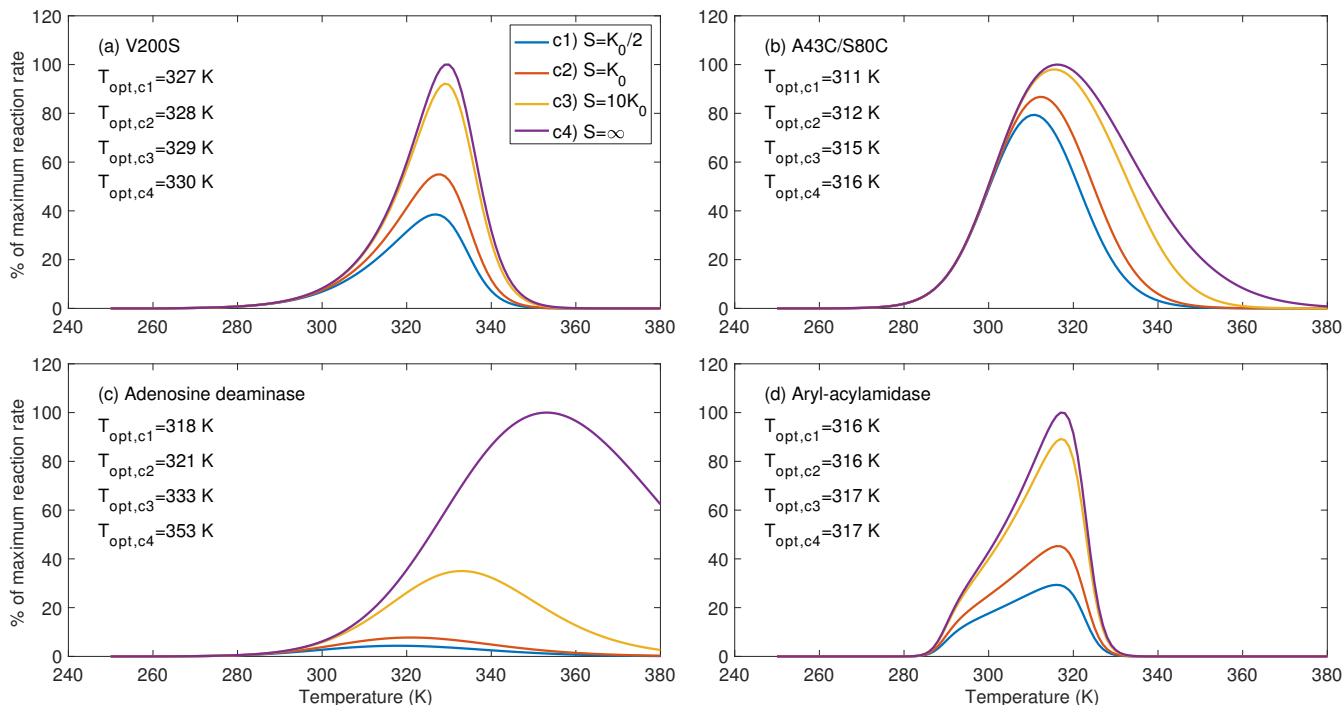 120
100
80
60
40
20
0
% of maximum reaction rate
(a) V200S
T_opt,c1=327 K
T_opt,c2=328 K
T_opt,c3=329 K
T_opt,c4=330 K
c1) S=K_0/2
c2) S=K_0
c3) S=10K_0
c4) S=∞
240 260 280 300 320 340 360 380
120
100
80
60
40
20
0
(b) A43C/S80C
T_opt,c1=311 K
T_opt,c2=312 K
T_opt,c3=315 K
T_opt,c4=316 K
240 260 280 300 320 340 360 380
120
100
80
60
40
20
0
% of maximum reaction rate
(c) Adenosine deaminase
T_opt,c1=318 K
T_opt,c2=321 K
T_opt,c3=333 K
T_opt,c4=353 K
240 260 280 300 320 340 360 380
Temperature (K)
120
100
80
60
40
20
0
(d) Aryl-acylamidase
T_opt,c1=316 K
T_opt,c2=316 K
T_opt,c3=317 K
T_opt,c4=317 K
240 260 280 300 320 340 360 380
Temperature (K)